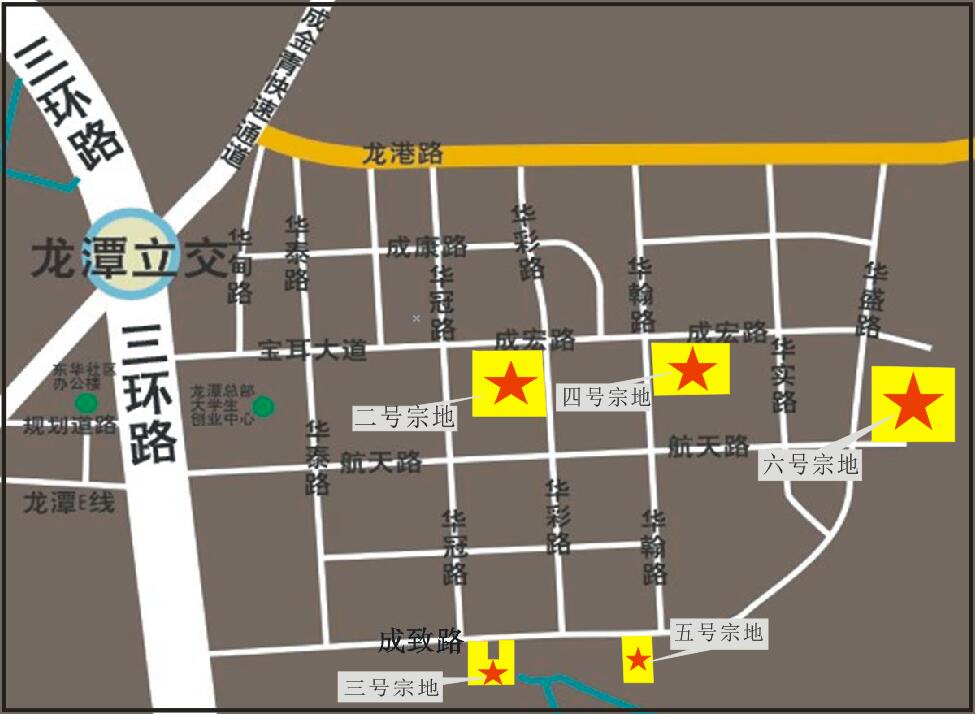 成金青快速通道
三环路
龙港路
龙潭立交
华甸路
华泰路
成康路
华彩路
华冠路
华翰路
华盛路
成宏路
成宏路
宝耳大道
三环路
华实路
东华社区
办公楼
龙潭总部
大学生
创业中心
二号宗地
四号宗地
规划道路
华泰路
航天路
航天路
六号宗地
龙潭E线
华彩路
华冠路
华翰路
成致路
五号宗地
三号宗地